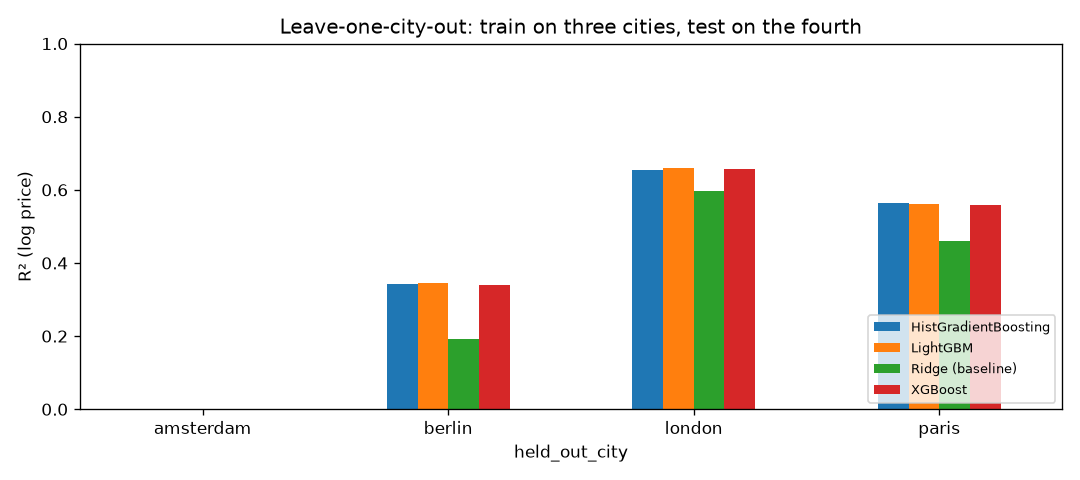 Leave-one-city-out: train on three cities, test on the fourth
R² (log price)
1.0
0.8
0.6
0.4
0.2
0.0
HistGradientBoosting
LightGBM
Ridge (baseline)
XGBoost
amsterdam
berlin
london
paris
held_out_city